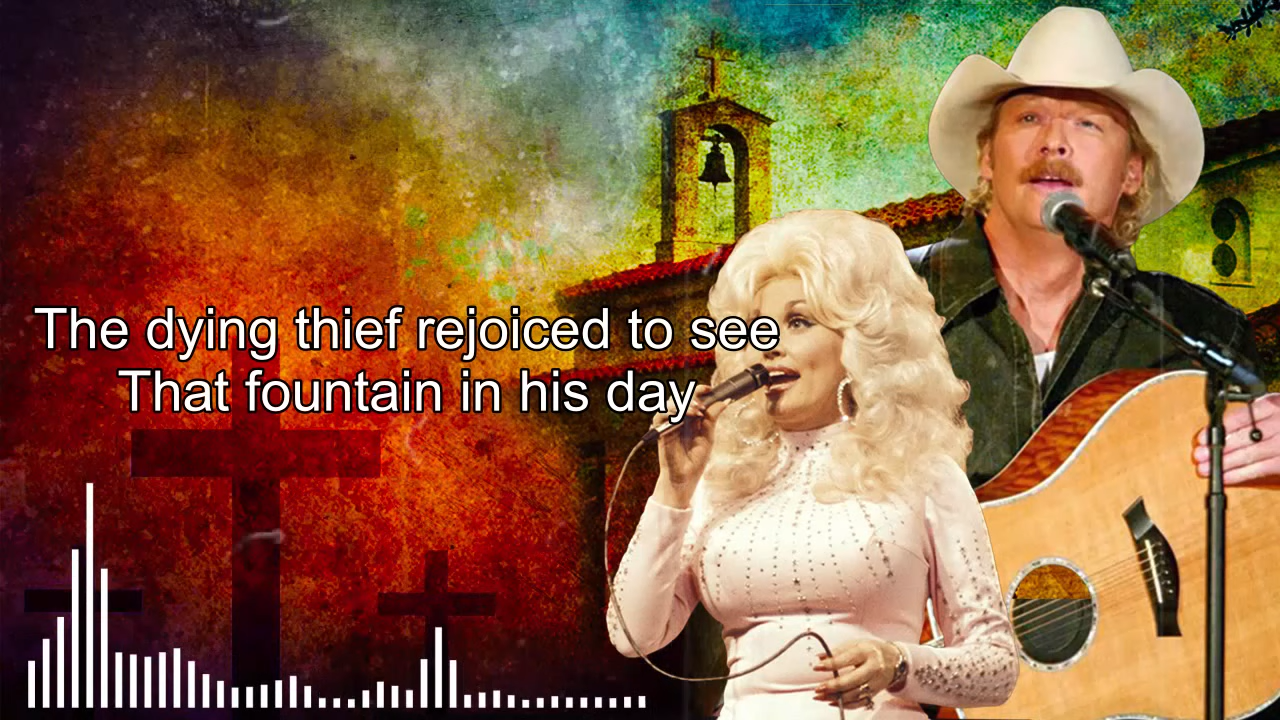 The dying thief rejoiced to see
That fountain in his day